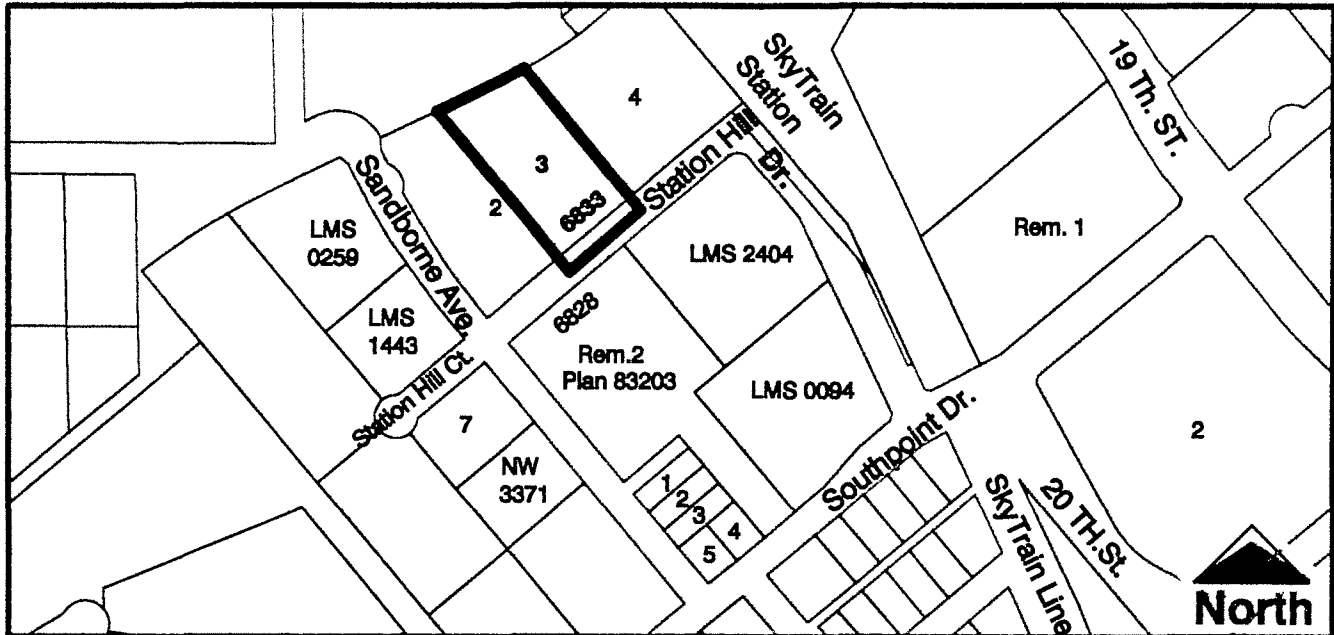 SkyTrain
Station
19 Th. ST.
4
3
2
6833
Station Hill
Dr.
Sandborne Ave.
LMS
0259
LMS
1443
Station Hill Ct.
LMS 2404
Rem. 1
6828
Rem.2
Plan 83203
LMS 0094
7
NW
3371
1
2
3
4
5
Southpoint Dr.
SkyTrain Line
20 TH.St.
2
North